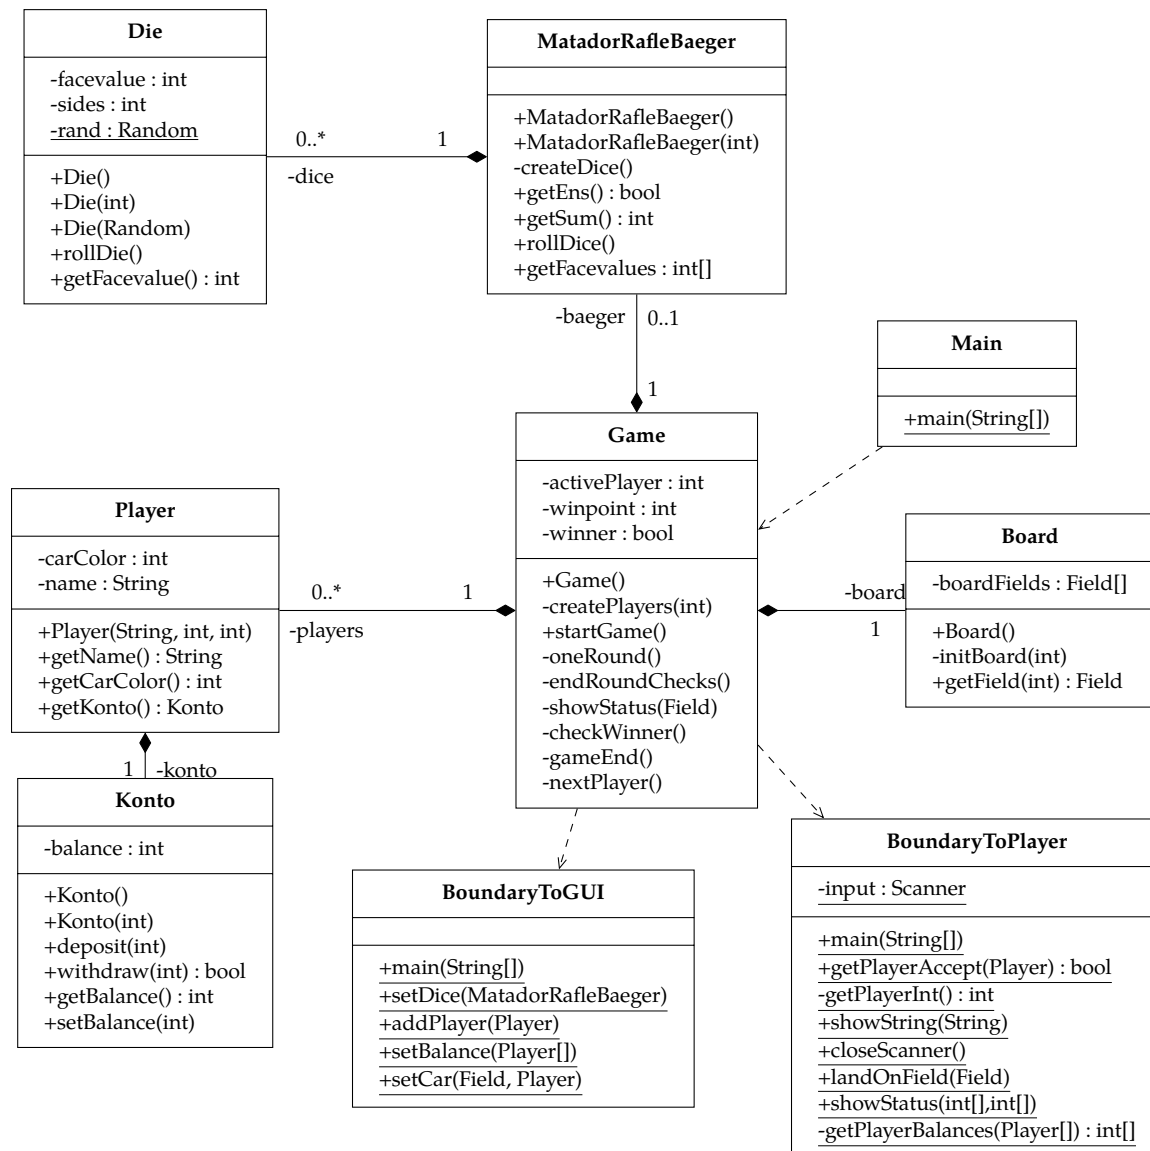 Die
-facevalue : int
-sides : int
-rand : Random
+Die()
+Die(int)
+Die(Random)
+rollDie()
+getFacevalue() : int
0..*
1
-dice
MatadorRafleBaeger
+MatadorRafleBaeger()
+MatadorRafleBaeger(int)
-createDice()
+getEns() : bool
+getSum() : int
+rollDice()
+getFacevalues : int[]
-baeger
0..1
1
Main
+main(String[])
Game
-activePlayer : int
-winpoint : int
-winner : bool
+Game()
-createPlayers(int)
+startGame()
-oneRound()
-endRoundChecks()
-showStatus(Field)
-checkWinner()
-gameEnd()
-nextPlayer()
Player
-carColor : int
-name : String
+Player(String, int, int)
+getName() : String
+getCarColor() : int
+getKonto() : Konto
0..*
1
-players
-board
1
Board
-boardFields : Field[]
+Board()
-initBoard(int)
+getField(int) : Field
1
-konto
Konto
-balance : int
+Konto()
+Konto(int)
+deposit(int)
+withdraw(int) : bool
+getBalance() : int
+setBalance(int)
BoundaryToGUI
+main(String[])
+setDice(MatadorRafleBaeger)
+addPlayer(Player)
+setBalance(Player[])
+setCar(Field, Player)
BoundaryToPlayer
-input : Scanner
+main(String[])
+getPlayerAccept(Player) : bool
-getPlayerInt() : int
+showString(String)
+closeScanner()
+landOnField(Field)
+showStatus(int[],int[])
-getPlayerBalances(Player[]) : int[]